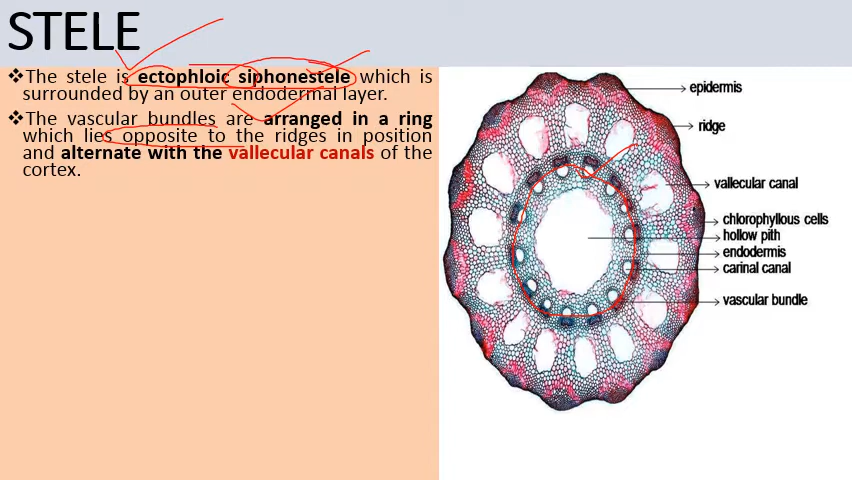 STELE
❖The stele is ectophloic siphonestele which is
surrounded by an outer endodermal layer.
❖The vascular bundles are arranged in a ring
which lies opposite to the ridges in position
and alternate with the vallecular canals of the
cortex.
epidermis
ridge
vallecular canal
chlorophyllous cells
hollow pith
endodermis
carinal canal
vascular bundle